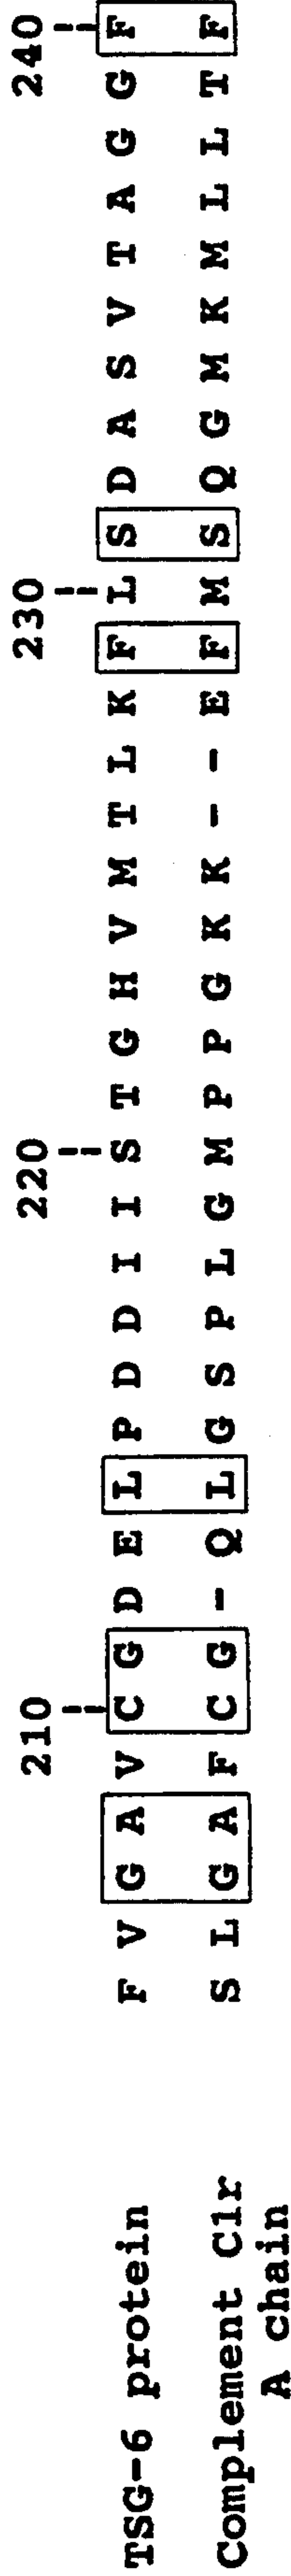 210 220 230 240
TSG-6 protein F V G A V C G D E L P D D I I S T G H V M T L K F L S D A S V T A G G F
Complement C1r S L G A F C G - Q L G S P L G M P P G K K - - E F M S Q G M K M L L T F
A chain